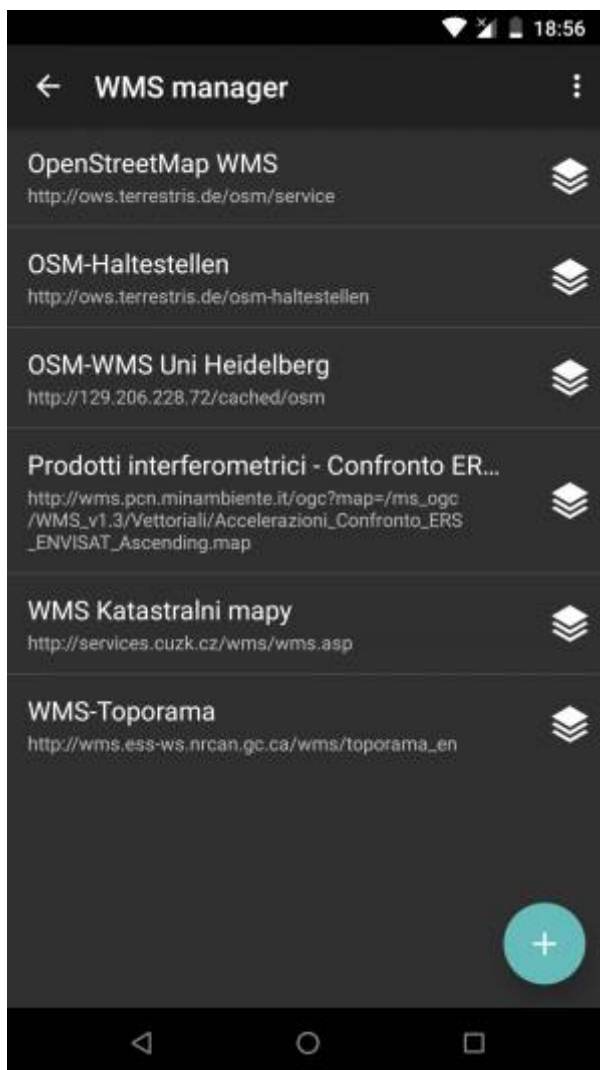 18:56
WMS manager
OpenStreetMap WMS
http://ows.terrestris.de/osm/service
OSM-Haltestellen
http://ows.terrestris.de/osm-haltestellen
OSM-WMS Uni Heidelberg
http://129.206.228.72/cached/osm
Prodotti interferometrici - Confronto ER...
http://wms.pcn.minambiente.it/ogc?map=/ms_ogc
/WMS_v1.3/Vettoriali/Accelerazioni_Confronto_ERS
_ENVISAT_Ascending.map
WMS Katastralni mapy
http://services.cuzk.cz/wms/wms.asp
WMS-Toporama
http://wms.ess-ws.nrcan.gc.ca/wms/toporama_en